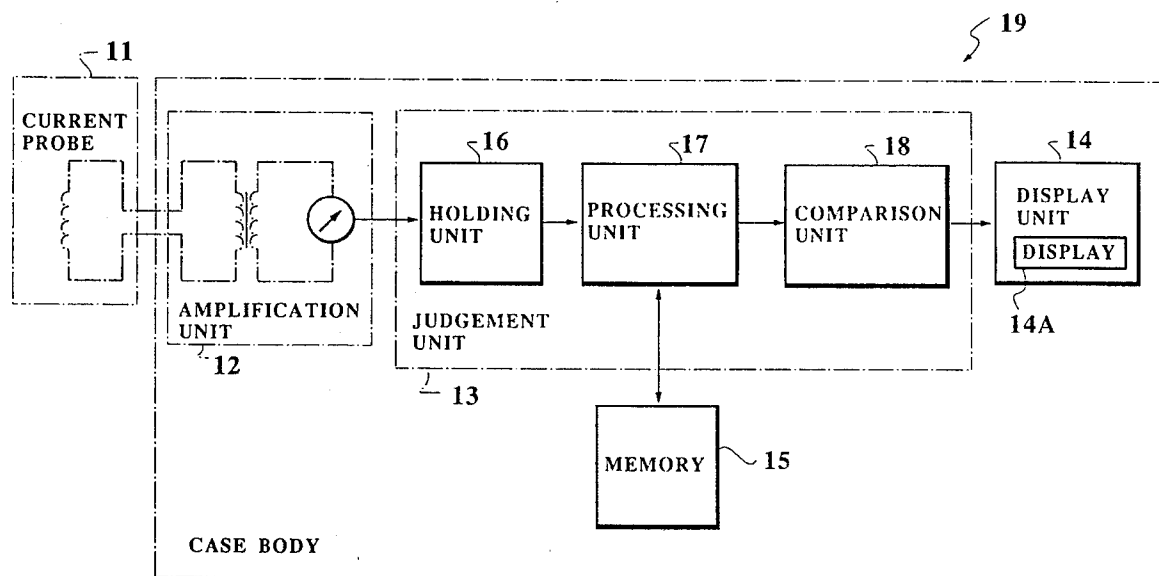 19
11
CURRENT
PROBE
16
17
18
14
HOLDING
UNIT
PROCESSING
UNIT
COMPARISON
UNIT
DISPLAY
UNIT
DISPLAY
14A
AMPLIFICATION
UNIT
12
JUDGEMENT
UNIT
13
MEMORY
15
CASE BODY